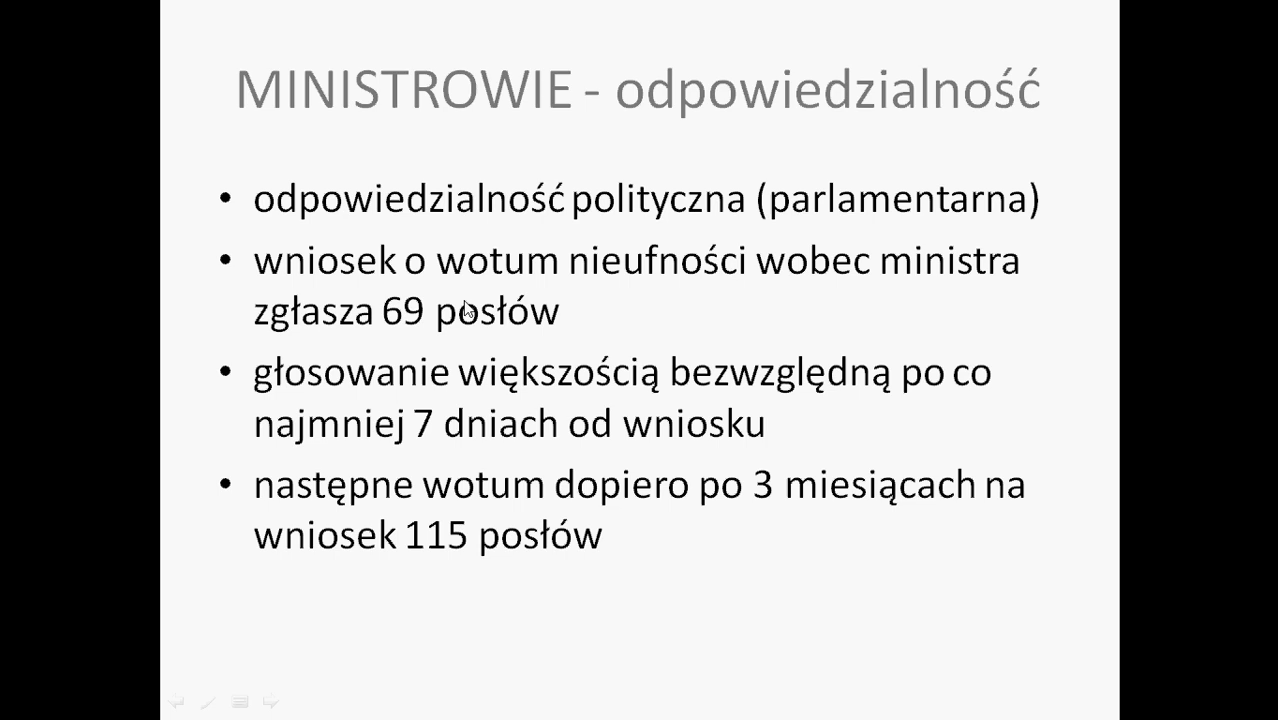 MINISTROWIE - odpowiedzialność
• odpowiedzialność polityczna (parlamentarna)
• wniosek o wotum nieufności wobec ministra
zgłasza 69 posłów
• głosowanie większością bezwzględną po co
najmniej 7 dniach od wniosku
• następne wotum dopiero po 3 miesiącach na
wniosek 115 posłów